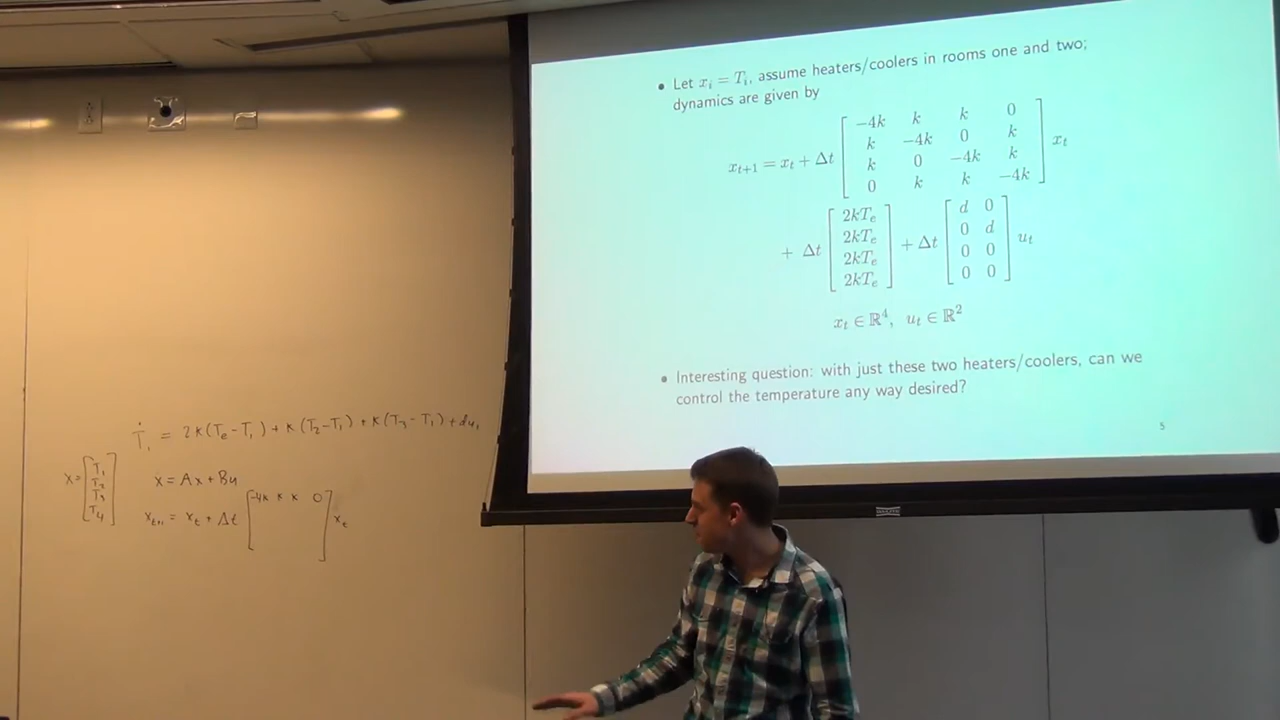 • Let x_i = T_i, assume heaters/coolers in rooms one and two;
dynamics are given by
x_{t+1} = x_t + Δt [ −4k k k 0
k −4k 0 k
k 0 −4k k
0 k k −4k ] x_t
+ Δt [ 2kT_e
2kT_e
2kT_e
2kT_e ] + Δt [ d 0
0 d
0 0
0 0 ] u_t
x_t ∈ ℝ⁴, u_t ∈ ℝ²
• Interesting question: with just these two heaters/coolers, can we
control the temperature any way desired?
5
Ṫ_1 = 2K(T_e − T_1) + K(T_2 − T_1) + K(T_3 − T_1) + du_1
x = [ T_1
T_2
T_3
T_4 ]
ẋ = Ax + Bu
x_{t+1} = x_t + Δt [ −4K K K 0 ] x_t